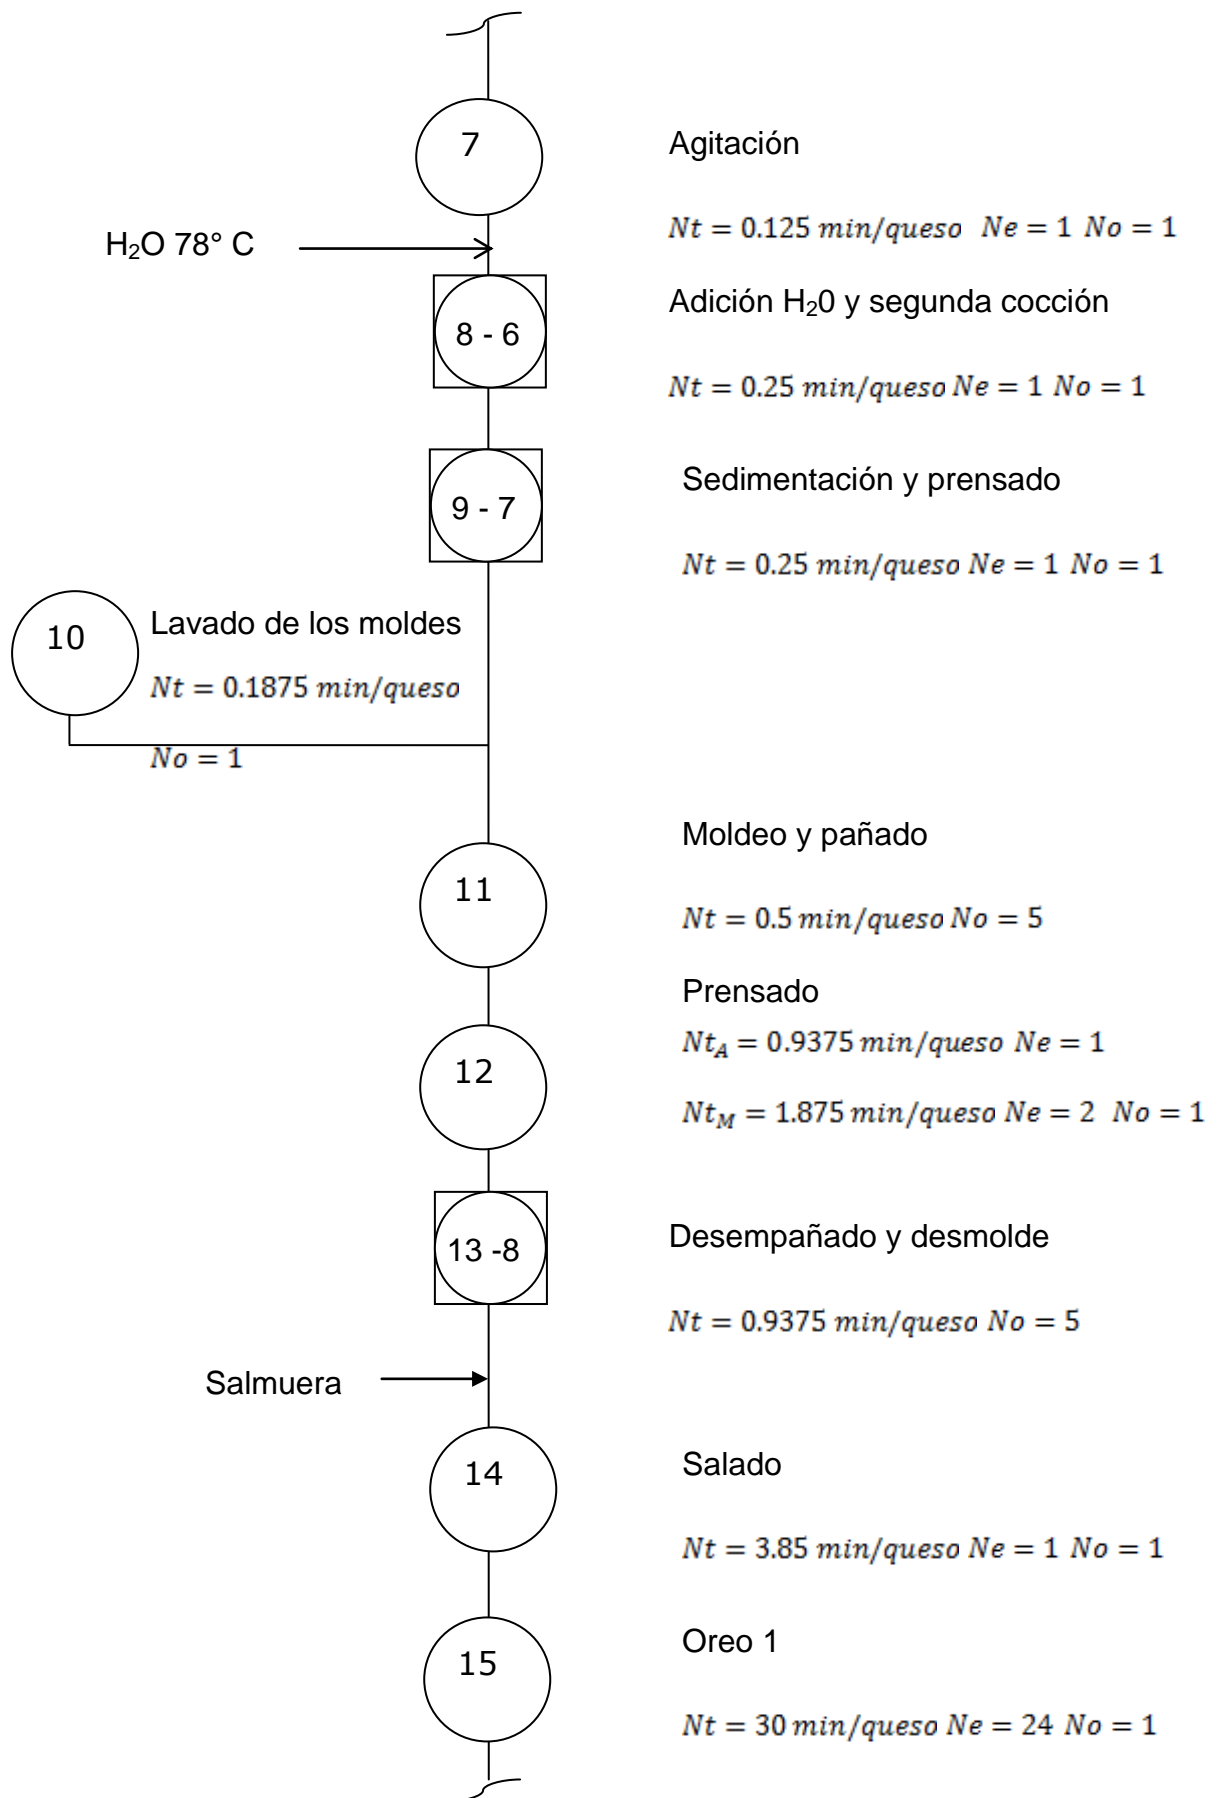 7
Agitación
Nt = 0.125 min/queso Ne = 1 No = 1
H₂O 78° C
Adición H₂0 y segunda cocción
8 - 6
Nt = 0.25 min/queso Ne = 1 No = 1
Sedimentación y prensado
9 - 7
Nt = 0.25 min/queso Ne = 1 No = 1
10
Lavado de los moldes
Nt = 0.1875 min/queso
No = 1
Moldeo y pañado
11
Nt = 0.5 min/queso No = 5
Prensado
Nt_A = 0.9375 min/queso Ne = 1
12
Nt_M = 1.875 min/queso Ne = 2 No = 1
13 -8
Desempañado y desmolde
Nt = 0.9375 min/queso No = 5
Salmuera
14
Salado
Nt = 3.85 min/queso Ne = 1 No = 1
Oreo 1
15
Nt = 30 min/queso Ne = 24 No = 1